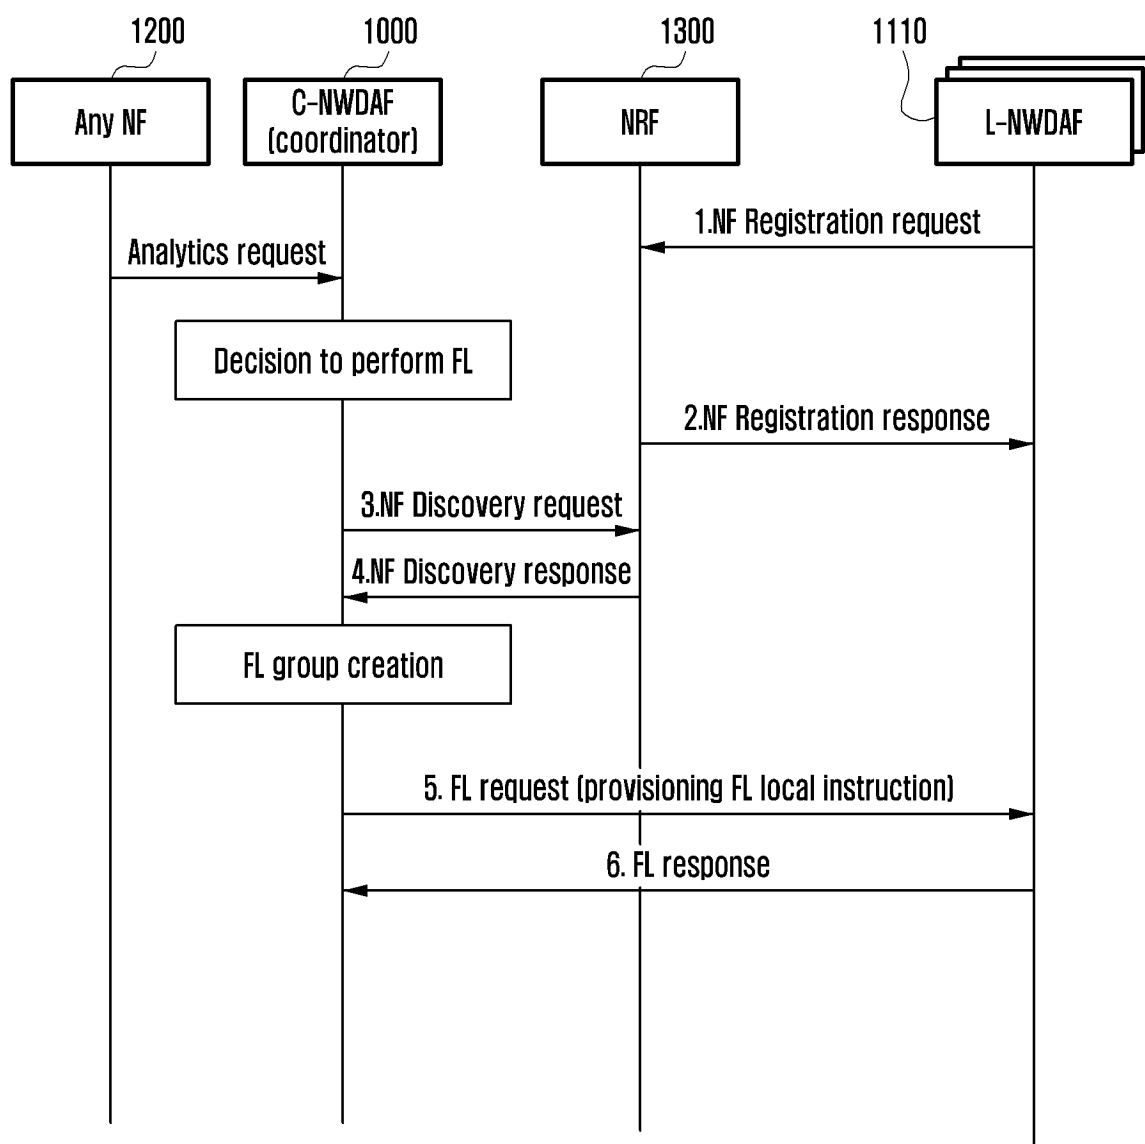 1200
1000
1300
1110
Any NF
C-NWDAF
(coordinator)
NRF
L-NWDAF
1.NF Registration request
Analytics request
Decision to perform FL
2.NF Registration response
3.NF Discovery request
4.NF Discovery response
FL group creation
5. FL request (provisioning FL local instruction)
6. FL response